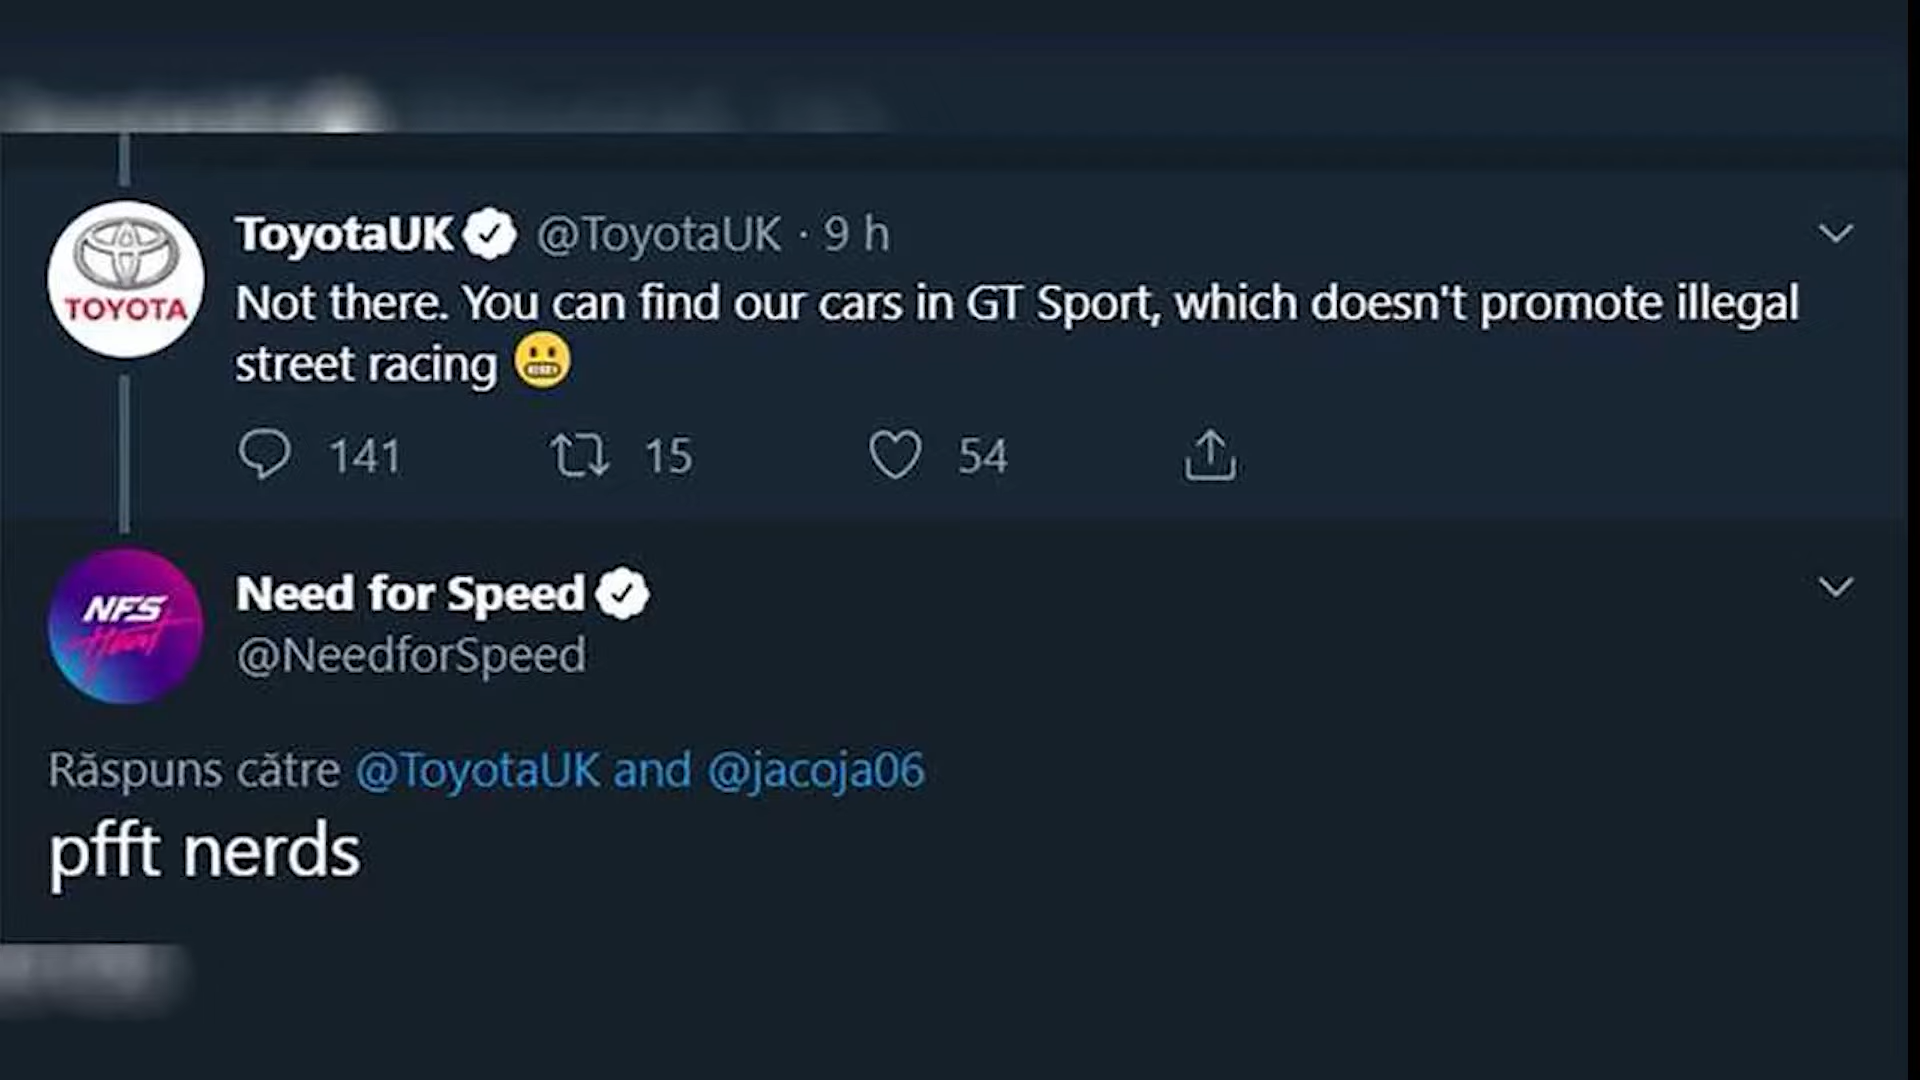 ToyotaUK @ToyotaUK · 9 h
TOYOTA
Not there. You can find our cars in GT Sport, which doesn't promote illegal
street racing 😬
141 15 54
Need for Speed
NFS
Heat
@NeedforSpeed
Răspuns către @ToyotaUK and @jacoja06
pfft nerds